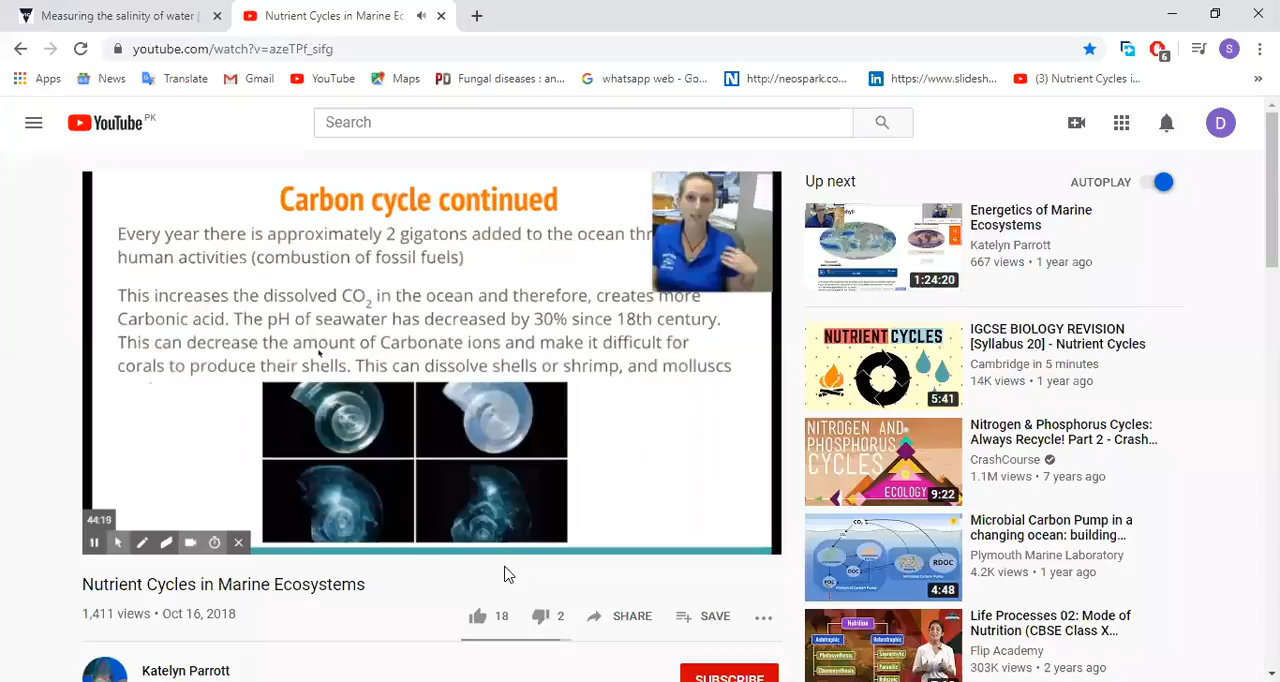 Measuring the salinity of water |
Nutrient Cycles in Marine Ec
youtube.com/watch?v=azeTPf_sifg
6
S
Apps
News
Translate
Gmail
YouTube
Maps
PD Fungal diseases : an...
whatsapp web - Go...
http://neospark.co...
https://www.slidesh...
(3) Nutrient Cycles i...
»
YouTube PK
Search
D
Carbon cycle continued
Every year there is approximately 2 gigatons added to the ocean thr
human activities (combustion of fossil fuels)
This increases the dissolved CO2 in the ocean and therefore, creates more
Carbonic acid. The pH of seawater has decreased by 30% since 18th century.
This can decrease the amount of Carbonate ions and make it difficult for
corals to produce their shells. This can dissolve shells or shrimp, and molluscs
44:19
Nutrient Cycles in Marine Ecosystems
1,411 views • Oct 16, 2018
18
2
SHARE
SAVE
SUBSCRIBE
Up next
AUTOPLAY
1:24:20
Energetics of Marine
Ecosystems
Katelyn Parrott
667 views • 1 year ago
NUTRIENT CYCLES
5:41
IGCSE BIOLOGY REVISION
[Syllabus 20] - Nutrient Cycles
Cambridge in 5 minutes
14K views • 1 year ago
NITROGEN AND
PHOSPHORUS
CYCLES
ECOLOGY
9:22
Nitrogen & Phosphorus Cycles:
Always Recycle! Part 2 - Crash...
CrashCourse
1.1M views • 7 years ago
CO2
RDOC
4:48
Microbial Carbon Pump in a
changing ocean: building...
Plymouth Marine Laboratory
4.2K views • 1 year ago
Nutrition
Autotrophic
Heterotrophic
Life Processes 02: Mode of
Nutrition (CBSE Class X...
Flip Academy
303K views • 2 years ago